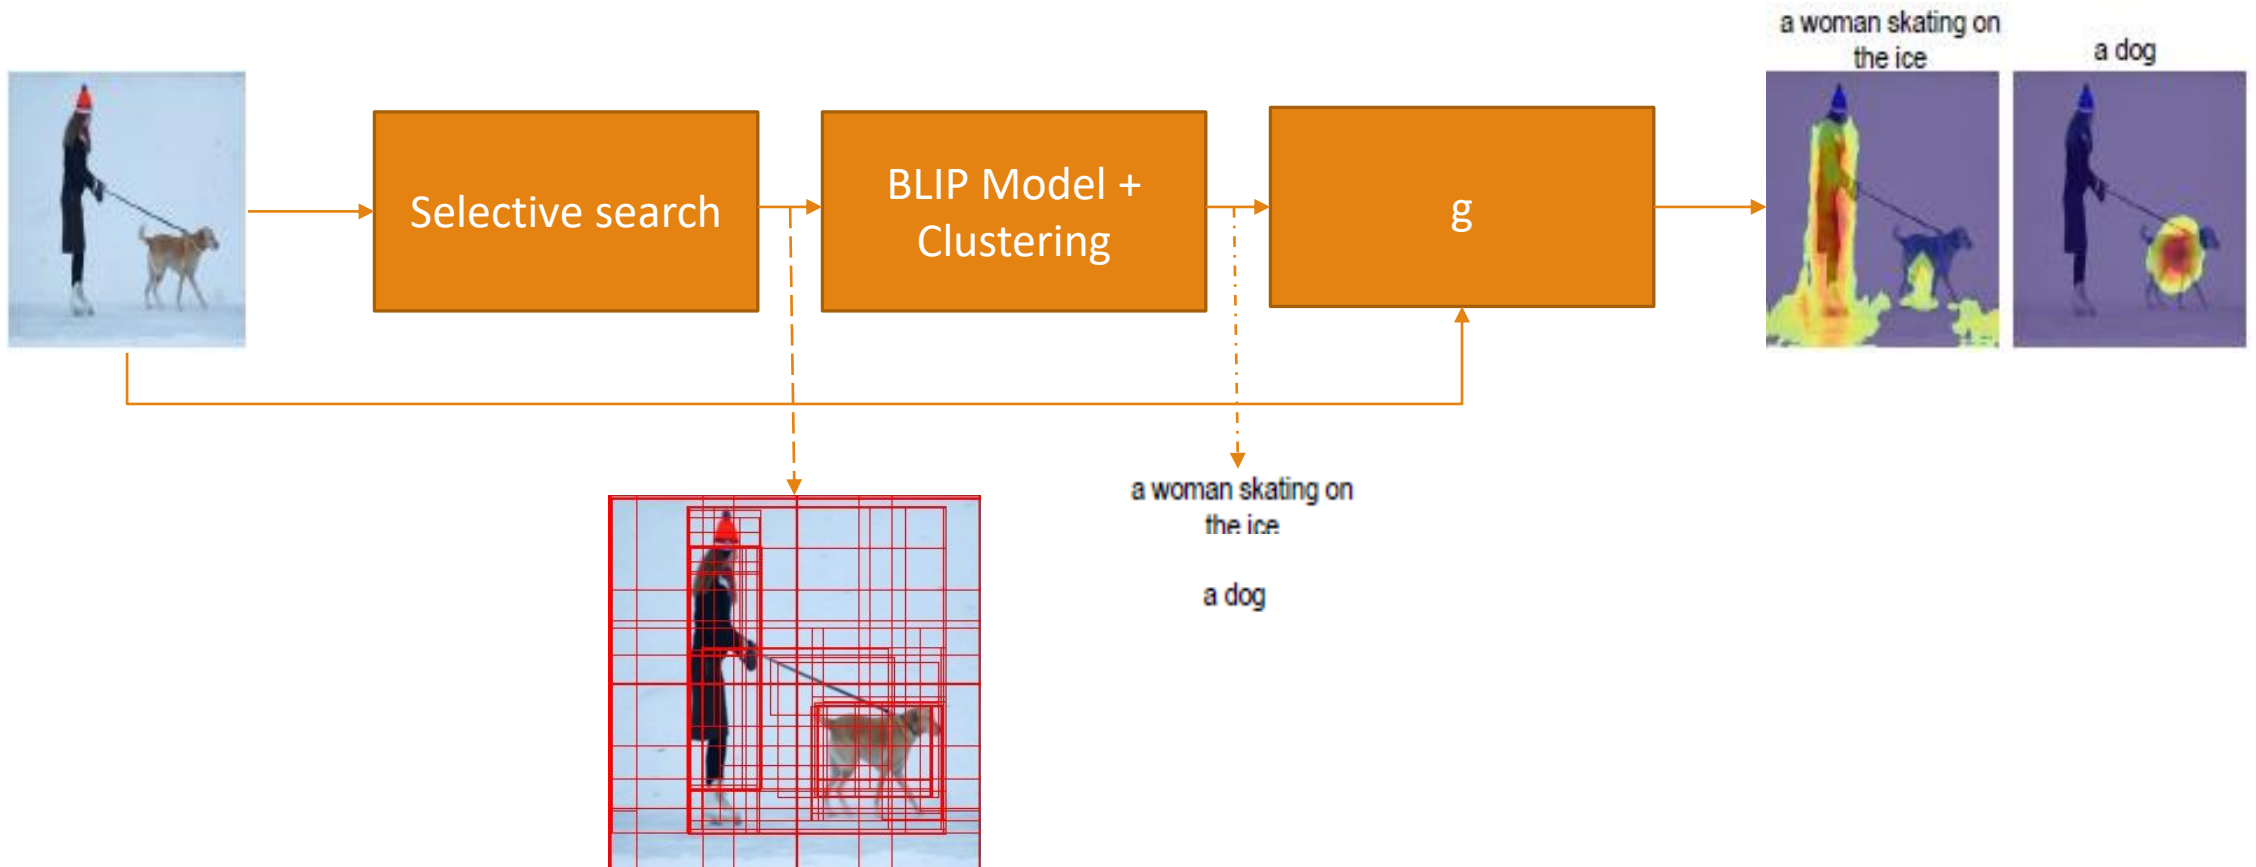 a woman skating on
the ice
a dog
Selective search
BLIP Model +
Clustering
g
a woman skating on
the ice
a dog